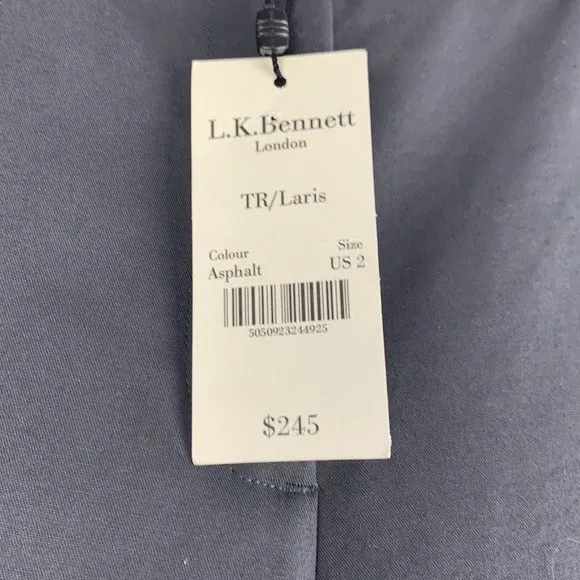 L.K.Bennett
London
TR/Laris
Colour Size
Asphalt US 2
5050923244925
$245